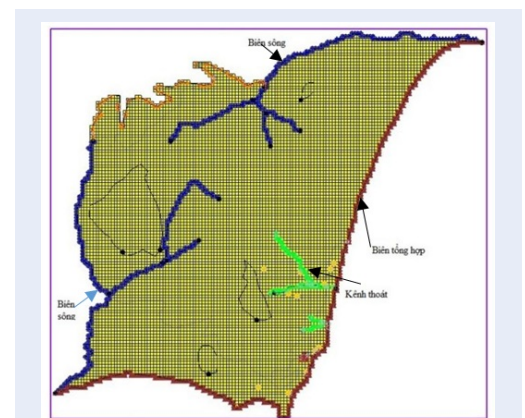 Biên sông
Biên tổng hợp
Kênh thoát
Biên
sông